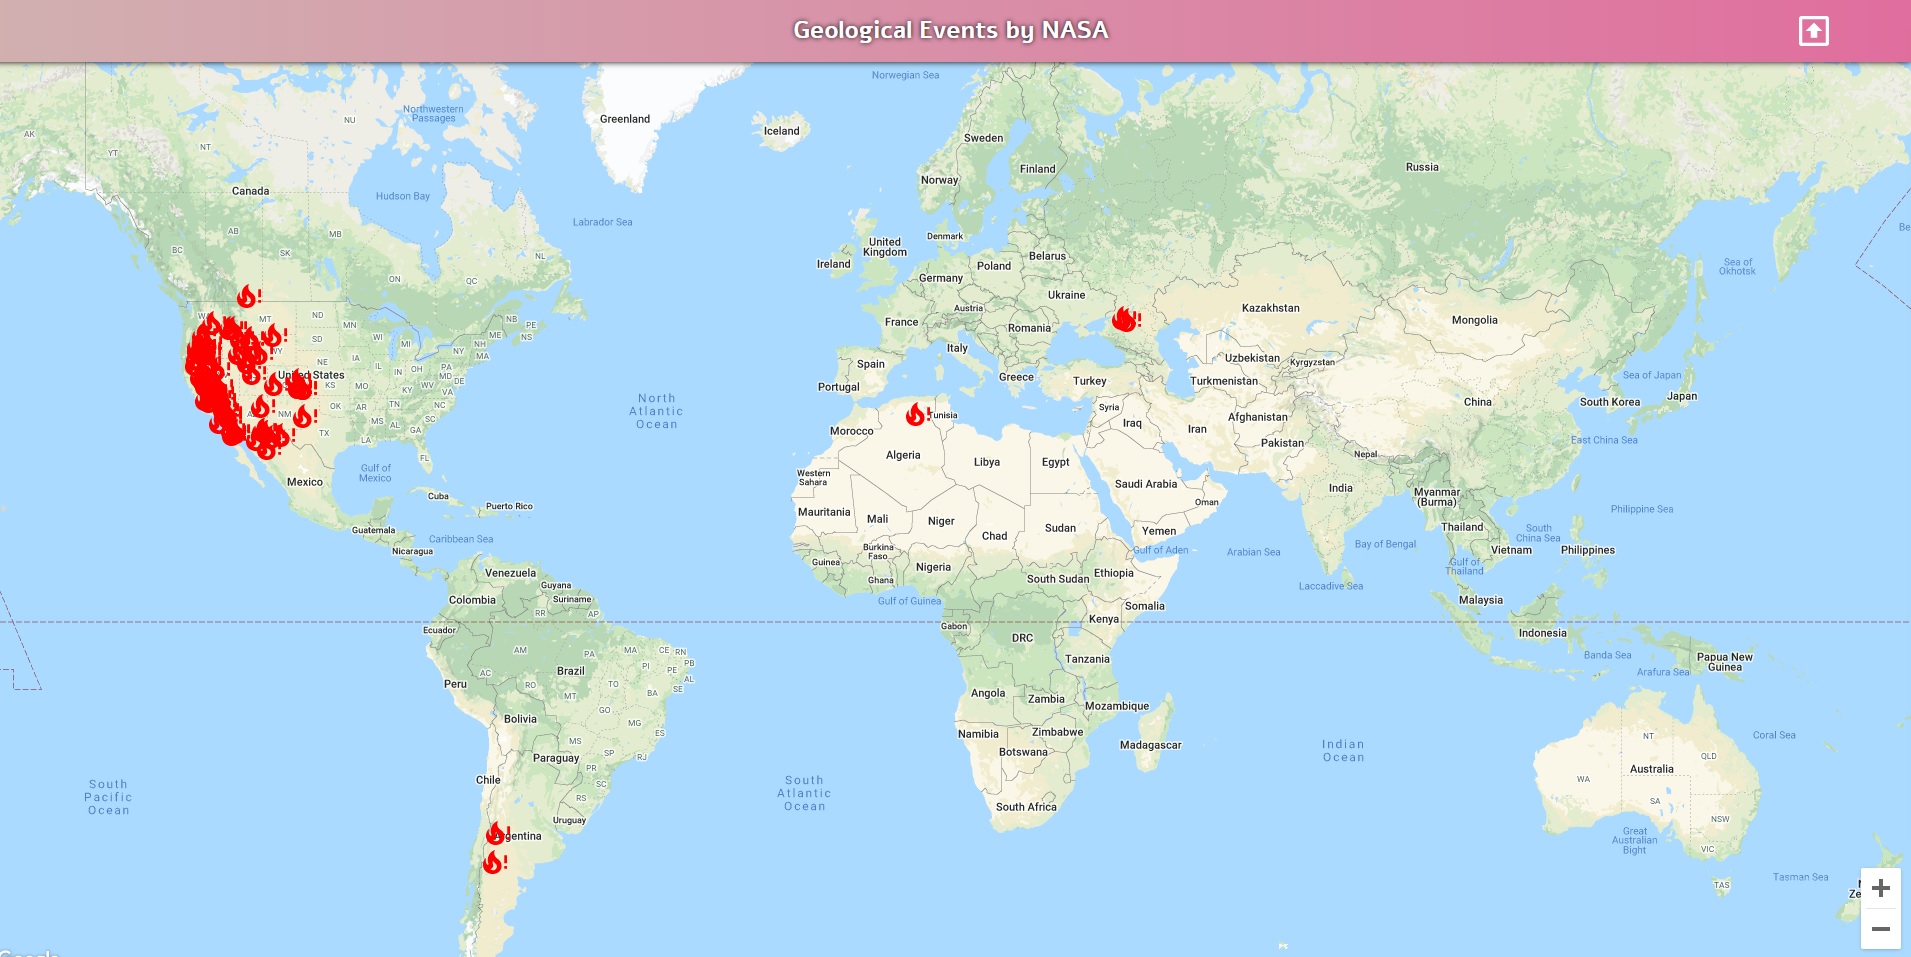 Geological Events by NASA
Norwegian Sea
Greenland
Northwestern
Passages
NU
Iceland
AK
Sweden
NT
YT
Finland
Russia
Norway
Canada
Hudson Bay
Labrador Sea
AB
MB
BC
SK
Denmark
United
Kingdom
NL
Ireland
Belarus
Poland
Sea of
Okhotsk
Be
Germany
ON
QC
Ukraine
Kazakhstan
Austria
France
Romania
Mongolia
WA
MT
ND
MN
NB
PE
NS
WI
MI
SD
NH
MA
NY
WY
Italy
Spain
Portugal
Greece
Turkey
Uzbekistan
Kyrgyzstan
Turkmenistan
NE
IA
IN
OH
PA
MD
DE
IL
United States
KS
MO
KY
WV
VA
Sea of Japan
Japan
South Korea
China
North
Atlantic
Ocean
OK
AR
TN
NC
SC
NM
MS
AL
GA
TX
LA
FL
Tunisia
Morocco
Syria
Iraq
Iran
Afghanistan
Pakistan
Nepal
East China Sea
Algeria
Libya
Egypt
Western
Sahara
Gulf of
Mexico
Mexico
Cuba
Puerto Rico
Saudi Arabia
Oman
India
Myanmar
(Burma)
Philippine Sea
Mauritania
Mali
Niger
Chad
Sudan
Yemen
Thailand
South
China Sea
Guatemala
Caribbean Sea
Nicaragua
Burkina
Faso
Guinea
Gulf of Aden
Arabian Sea
Bay of Bengal
Vietnam
Philippines
Nigeria
Ghana
South Sudan
Ethiopia
Gulf of
Thailand
Laccadive Sea
Venezuela
Guyana
Suriname
Colombia
Gulf of Guinea
Somalia
Malaysia
RR
AP
Ecuador
Gabon
Kenya
DRC
Indonesia
AM
PA
MA
CE
RN
PB
PI
PE
AL
SE
AC
Brazil
TO
RO
MT
BA
Peru
Tanzania
Banda Sea
Arafura Sea
Papua New
Guinea
Angola
Zambia
Mozambique
GO
Bolivia
MG
ES
MS
SP
RJ
Namibia
Zimbabwe
Botswana
Madagascar
NT
QLD
Coral Sea
Indian
Ocean
Paraguay
PR
SC
Chile
WA
Australia
South
Pacific
Ocean
South
Atlantic
Ocean
RS
South Africa
SA
NSW
Uruguay
Argentina
Great
Australian
Bight
VIC
TAS
Tasman Sea
Ze